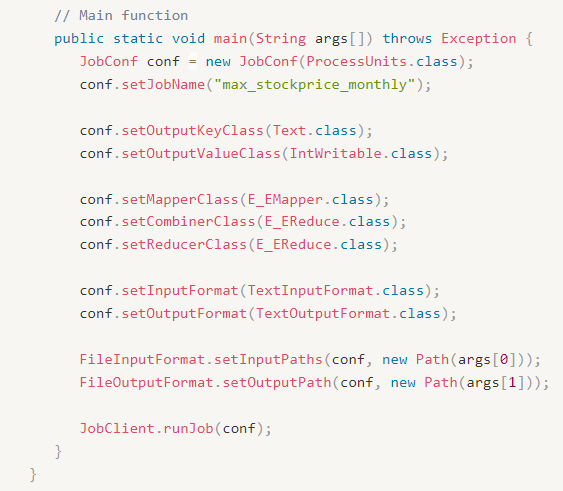 // Main function
public static void main(String args[]) throws Exception {
JobConf conf = new JobConf(ProcessUnits.class);
conf.setJobName("max_stockprice_monthly");
conf.setOutputKeyClass(Text.class);
conf.setOutputValueClass(IntWritable.class);
conf.setMapperClass(E_EMapper.class);
conf.setCombinerClass(E_EReduce.class);
conf.setReducerClass(E_EReduce.class);
conf.setInputFormat(TextInputFormat.class);
conf.setOutputFormat(TextOutputFormat.class);
FileInputFormat.setInputPaths(conf, new Path(args[0]));
FileOutputFormat.setOutputPath(conf, new Path(args[1]));
JobClient.runJob(conf);
}
}